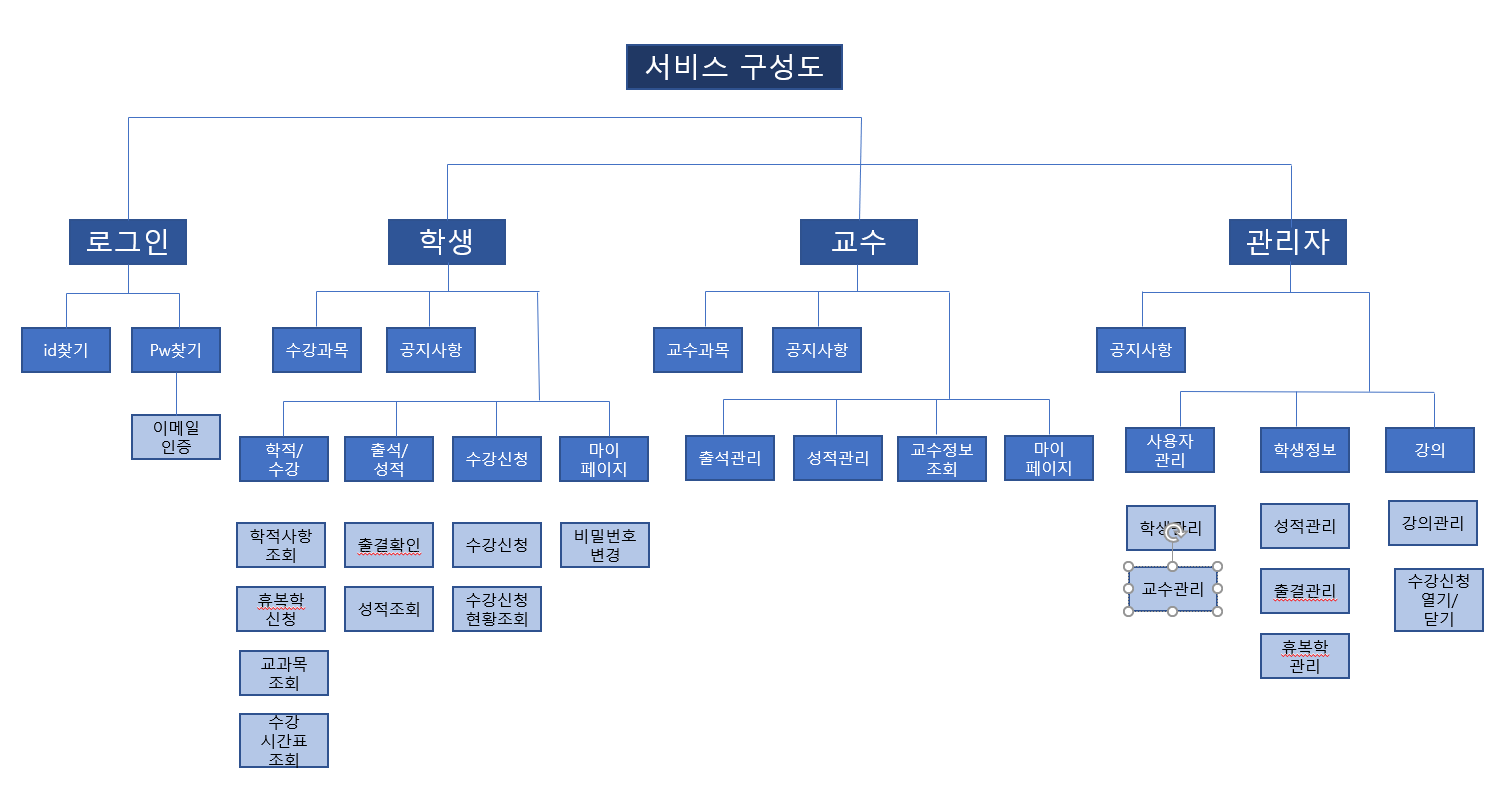 서비스 구성도
로그인
학생
교수
관리자
id찾기
Pw찾기
수강과목
공지사항
교수과목
공지사항
공지사항
이메일
인증
학적/
수강
출석/
성적
수강신청
마이
페이지
출석관리
성적관리
교수정보
조회
마이
페이지
사용자
관리
학생정보
강의
학적사항
조회
출결확인
수강신청
비밀번호
변경
학생관리
성적관리
강의관리
휴복학
신청
성적조회
수강신청
현황조회
교수관리
출결관리
수강신청
열기/
닫기
교과목
조회
휴복학
관리
수강
시간표
조회